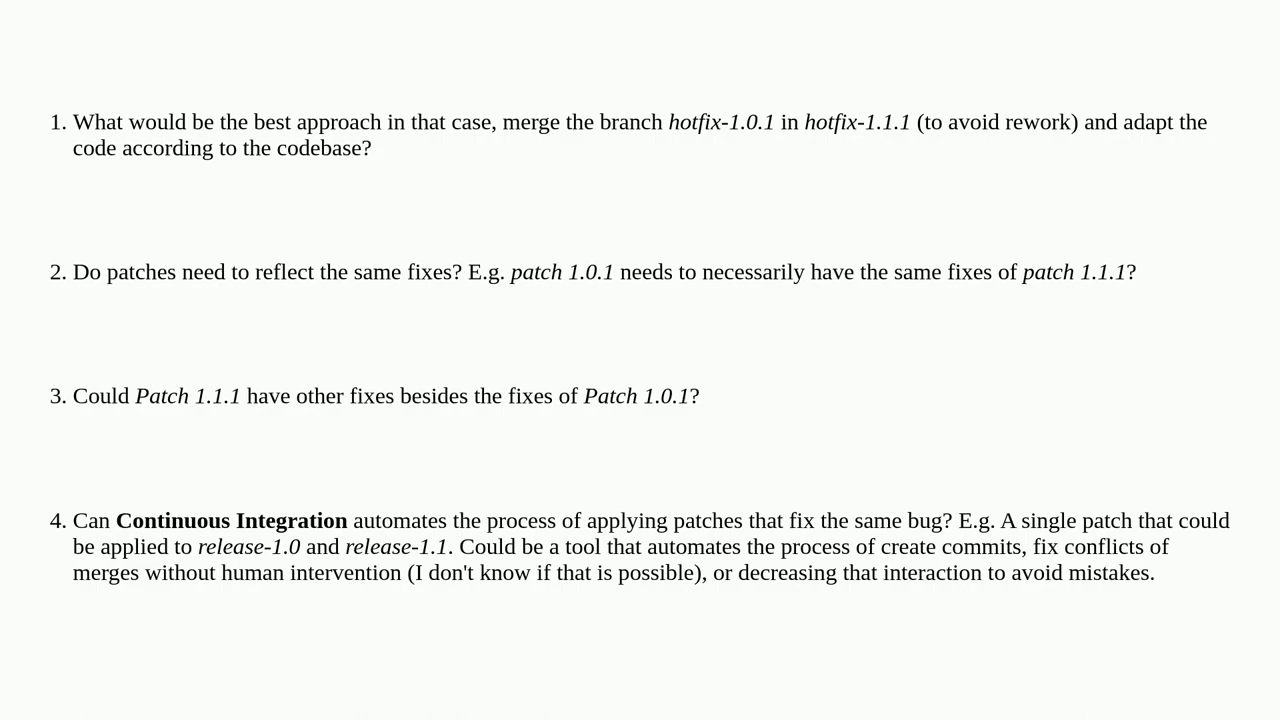 1. What would be the best approach in that case, merge the branch hotfix-1.0.1 in hotfix-1.1.1 (to avoid rework) and adapt the
code according to the codebase?
2. Do patches need to reflect the same fixes? E.g. patch 1.0.1 needs to necessarily have the same fixes of patch 1.1.1?
3. Could Patch 1.1.1 have other fixes besides the fixes of Patch 1.0.1?
4. Can Continuous Integration automates the process of applying patches that fix the same bug? E.g. A single patch that could
be applied to release-1.0 and release-1.1. Could be a tool that automates the process of create commits, fix conflicts of
merges without human intervention (I don't know if that is possible), or decreasing that interaction to avoid mistakes.